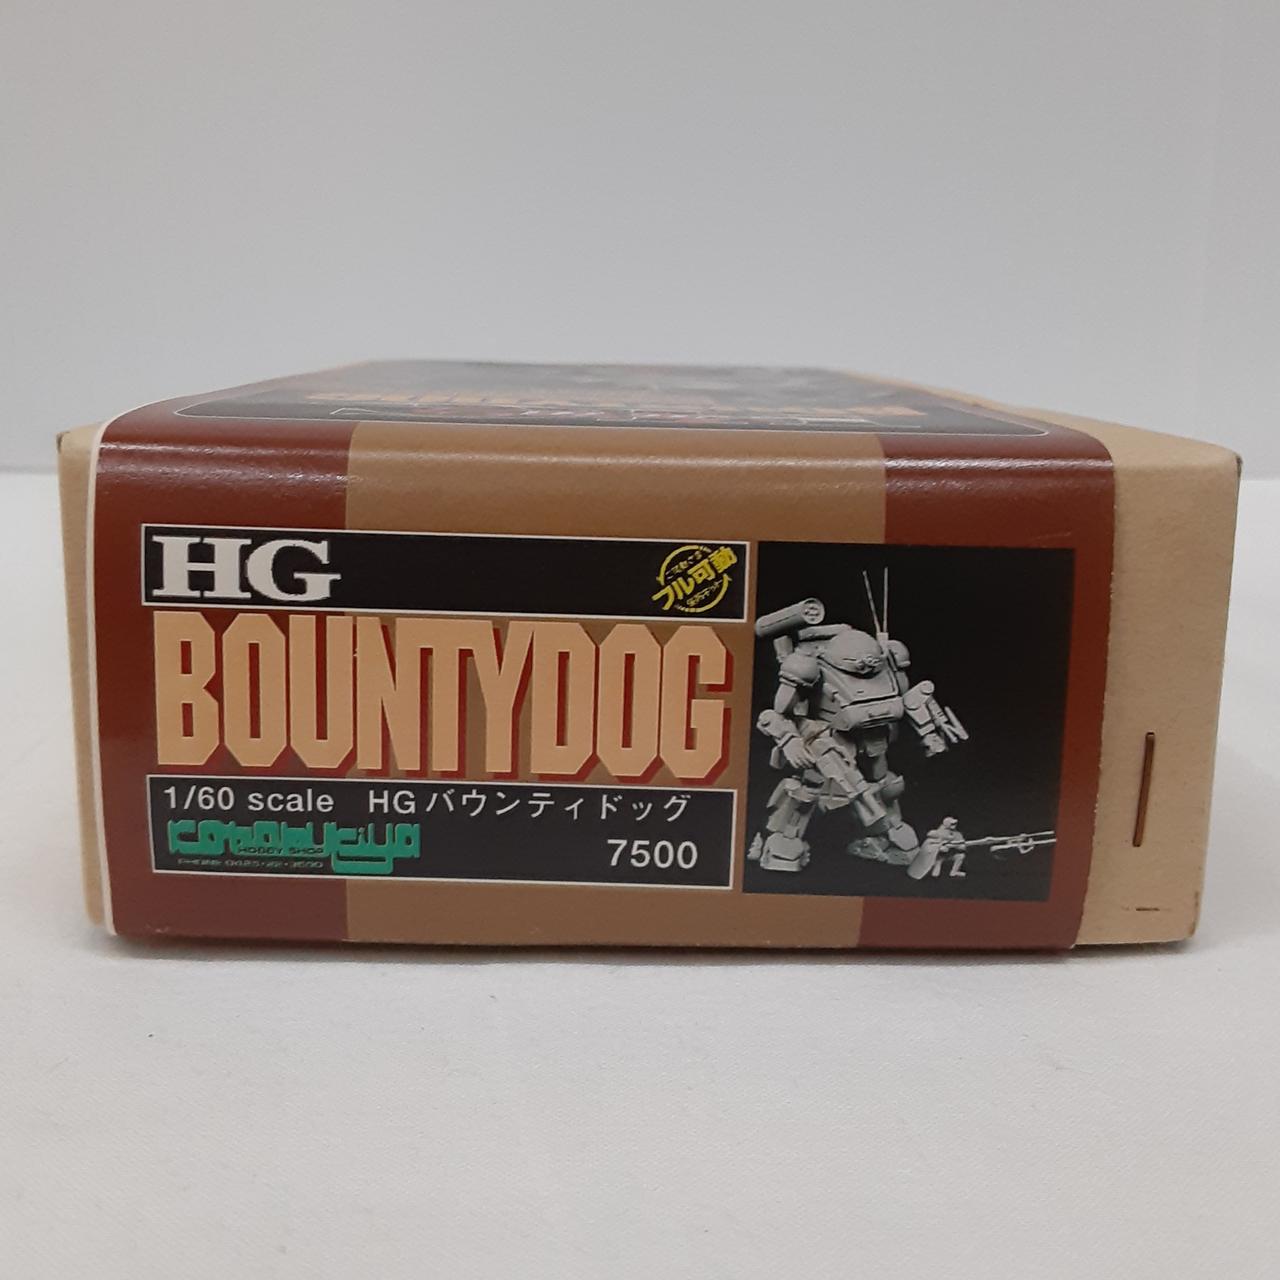 HG
フル可動
BOUNTYDOG
1/60 scale HGバウンティドッグ
kotobukiya
HOBBY SHOP
7500